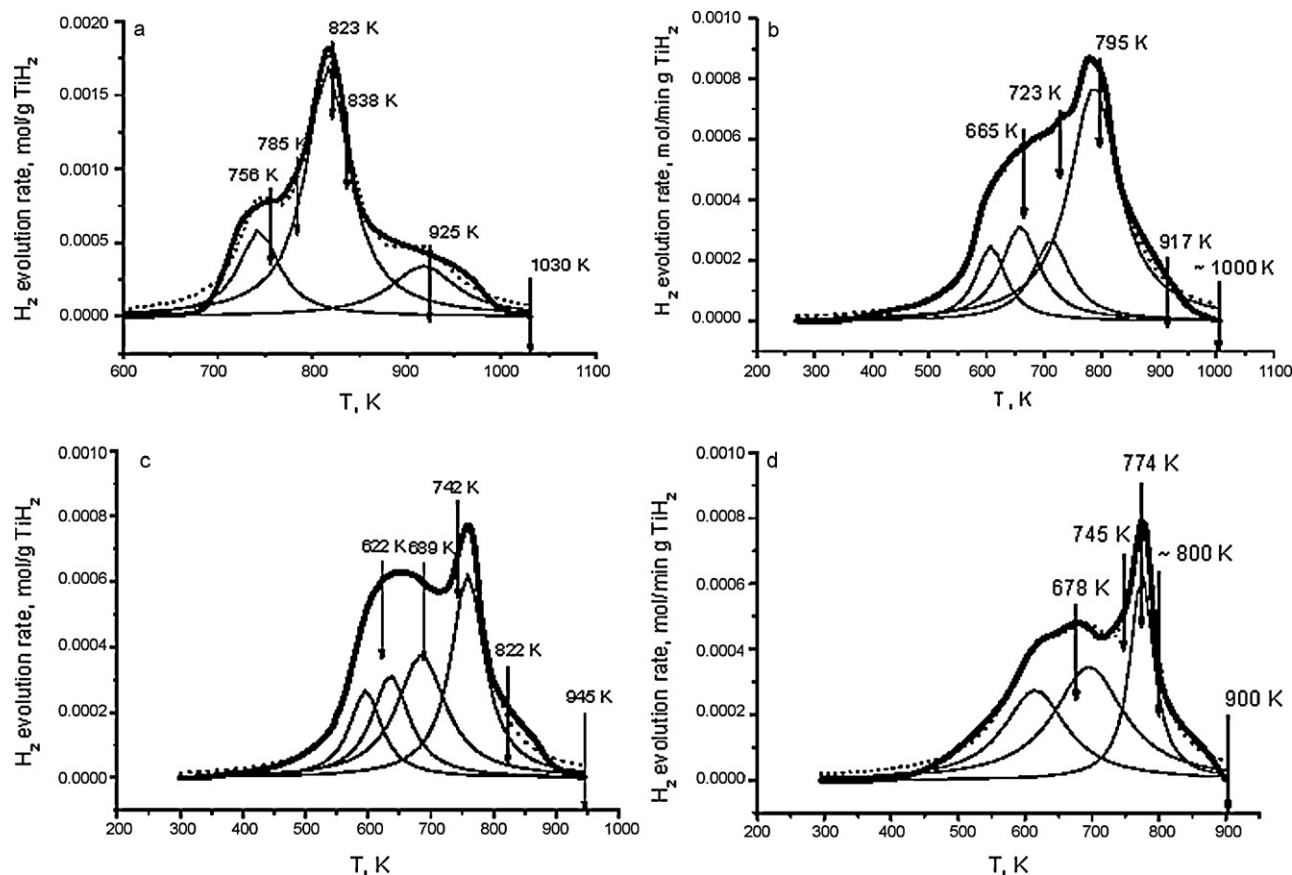 a
823 K
838 K
785 K
756 K
925 K
1030 K
0.0020
0.0015
0.0010
0.0005
0.0000
H2 evolution rate, mol/g TiH2
600 700 800 900 1000 1100
T, K
b
795 K
723 K
665 K
917 K
~ 1000 K
0.0010
0.0008
0.0006
0.0004
0.0002
0.0000
H2 evolution rate, mol/min g TiH2
200 300 400 500 600 700 800 900 1000 1100
T, K
c
742 K
622 K
689 K
822 K
945 K
0.0010
0.0008
0.0006
0.0004
0.0002
0.0000
H2 evolution rate, mol/g TiH2
200 300 400 500 600 700 800 900 1000
T, K
d
774 K
745 K
~ 800 K
678 K
900 K
0.0010
0.0008
0.0006
0.0004
0.0002
0.0000
H2 evolution rate, mol/min g TiH2
200 300 400 500 600 700 800 900
T, K